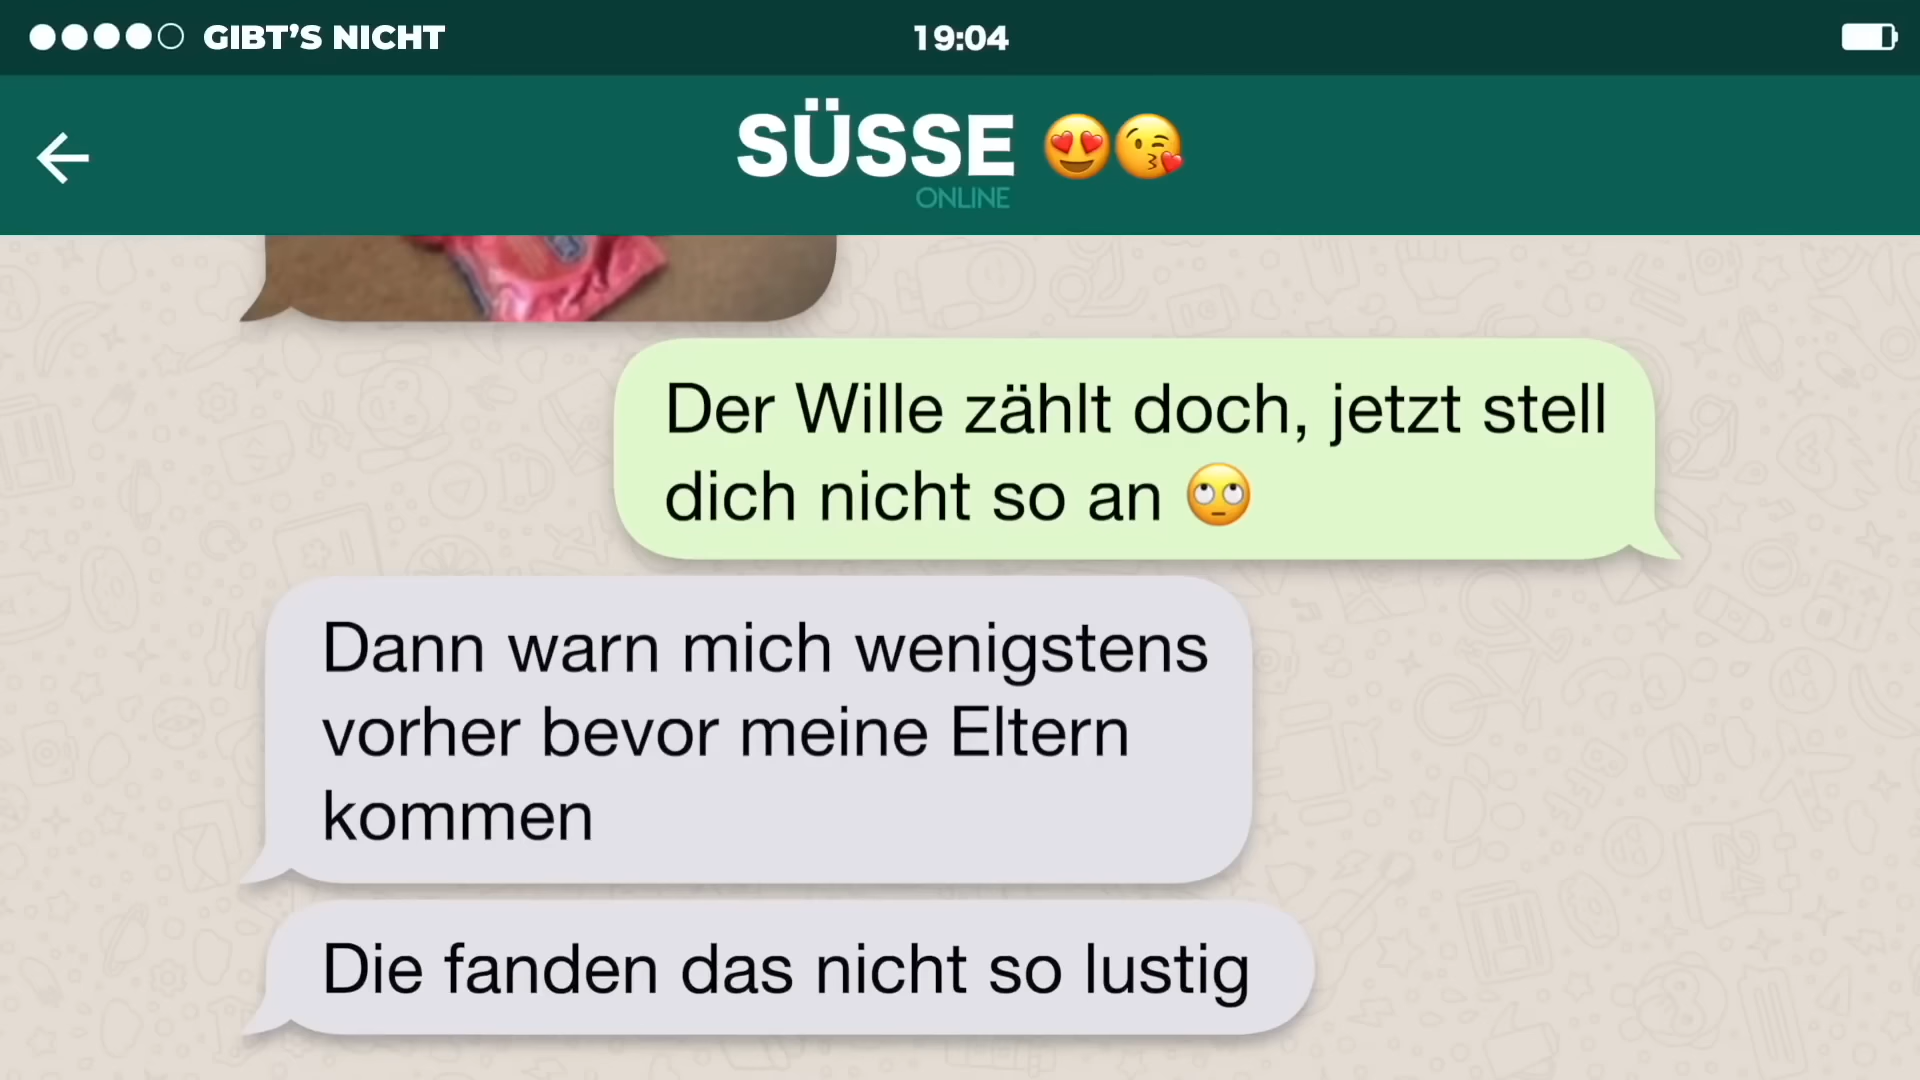 GIBT'S NICHT
19:04
SÜSSE 😍😘
ONLINE
Der Wille zählt doch, jetzt stell
dich nicht so an 🙄
Dann warn mich wenigstens
vorher bevor meine Eltern
kommen
Die fanden das nicht so lustig